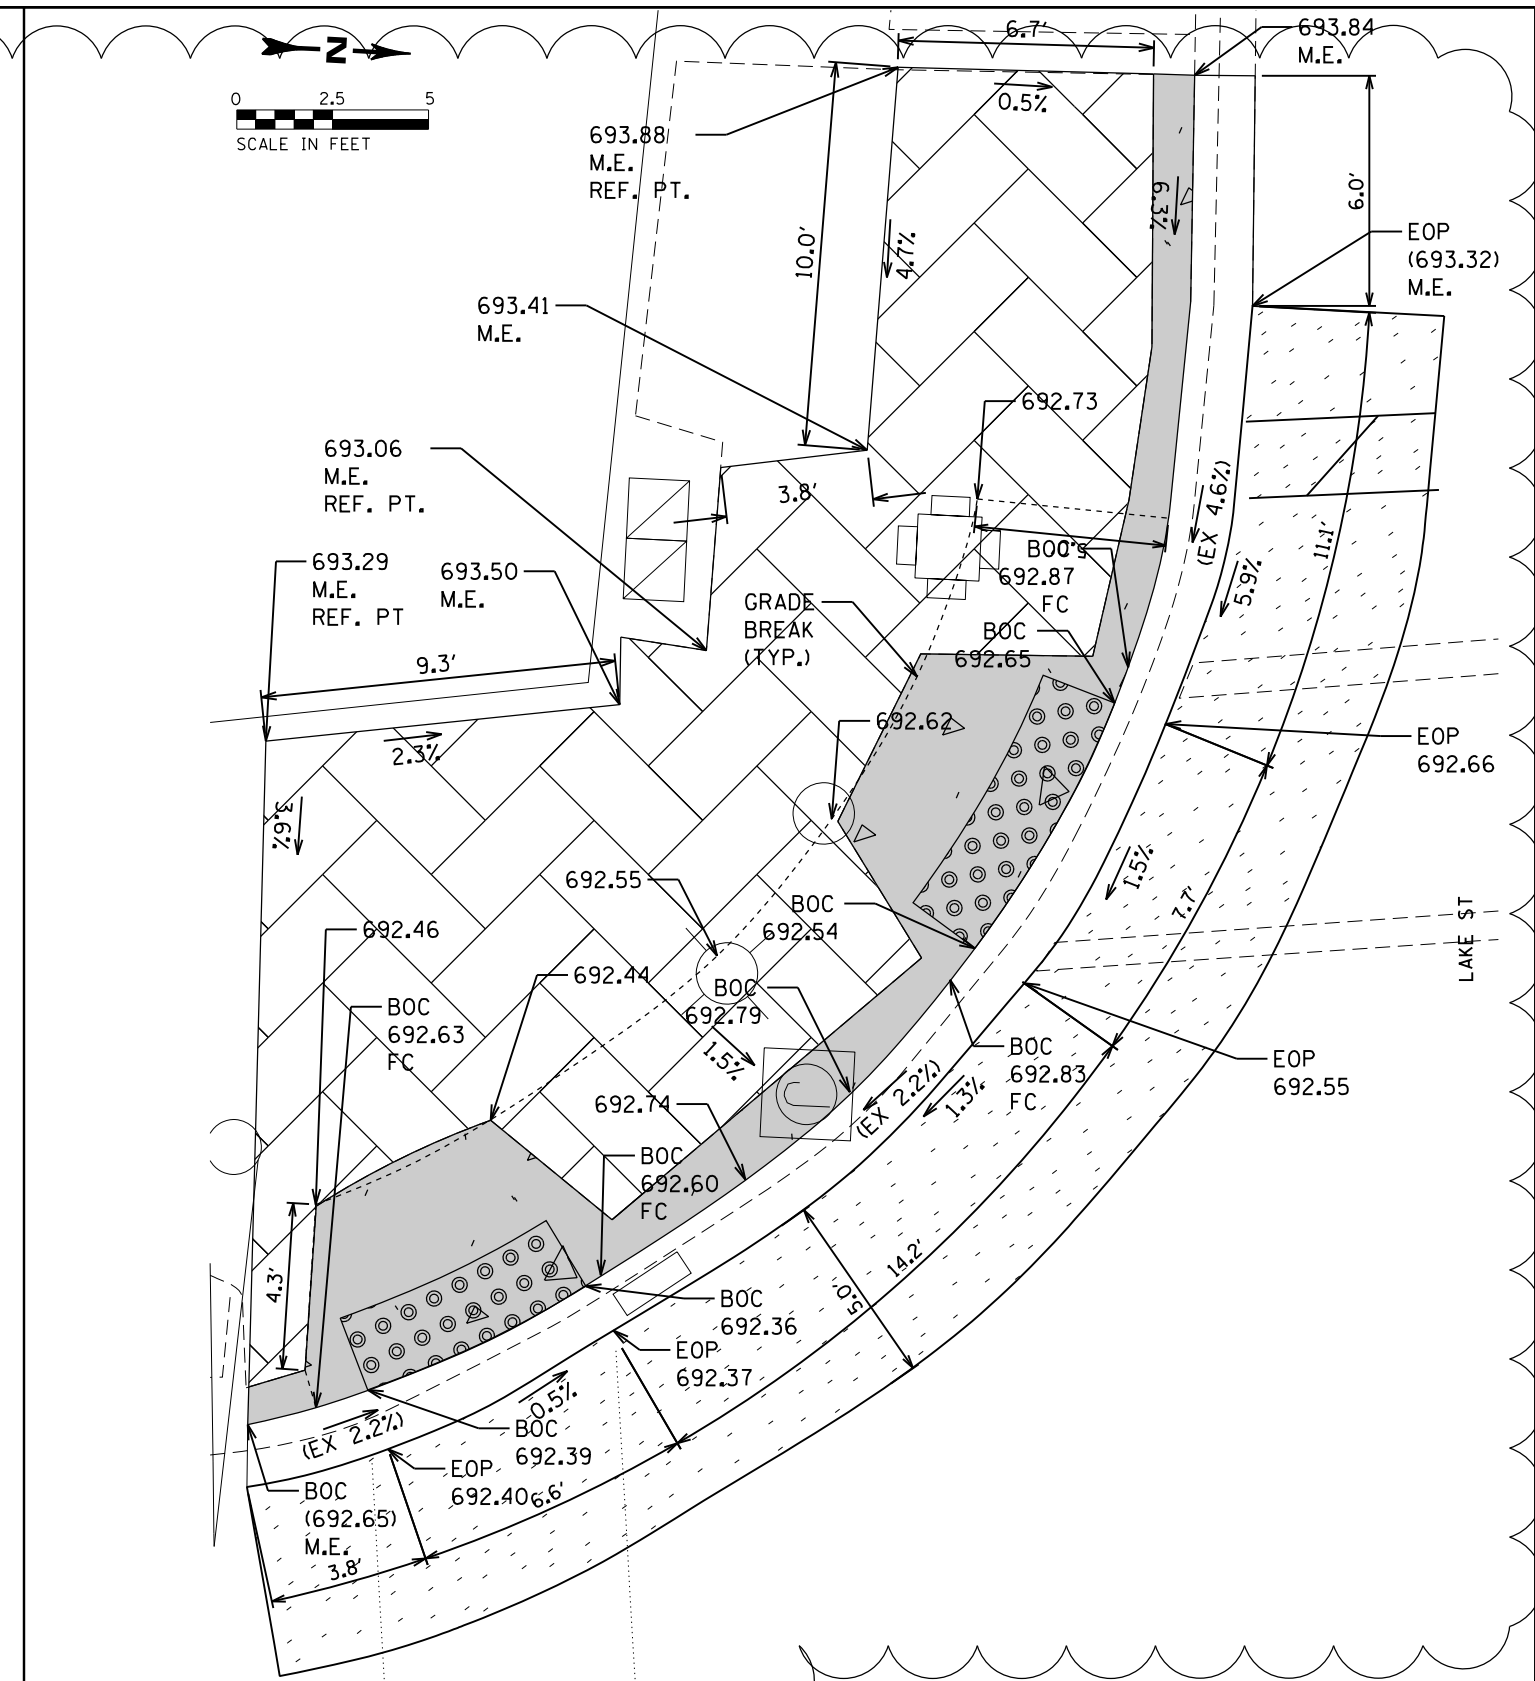 N
0 2.5 5
SCALE IN FEET
6.7'
693.84
M.E.
0.5%
693.88
M.E.
REF. PT.
6.3%
6.0'
10.0'
4.7%
EOP
(693.32)
M.E.
693.41
M.E.
692.73
693.06
M.E.
REF. PT.
3.8'
(EX 4.6%)
11.1'
5.0'
BOC
692.87
FC
5.9%
693.29
M.E.
REF. PT
693.50
M.E.
GRADE
BREAK
(TYP.)
BOC
692.65
9.3'
692.62
EOP
692.66
2.3%
3.6%
1.5%
692.55
BOC
692.54
7.7'
LAKE ST
692.46
692.44
BOC
692.79
BOC
692.63
FC
1.5%
BOC
692.83
FC
EOP
692.55
(EX 2.2%)
1.3%
692.74
BOC
692.60
FC
4.3'
14.2'
5.0'
BOC
692.36
EOP
692.37
0.5%
(EX 2.2%)
BOC
692.39
EOP
692.40
6.6'
BOC
(692.65)
M.E.
3.8'